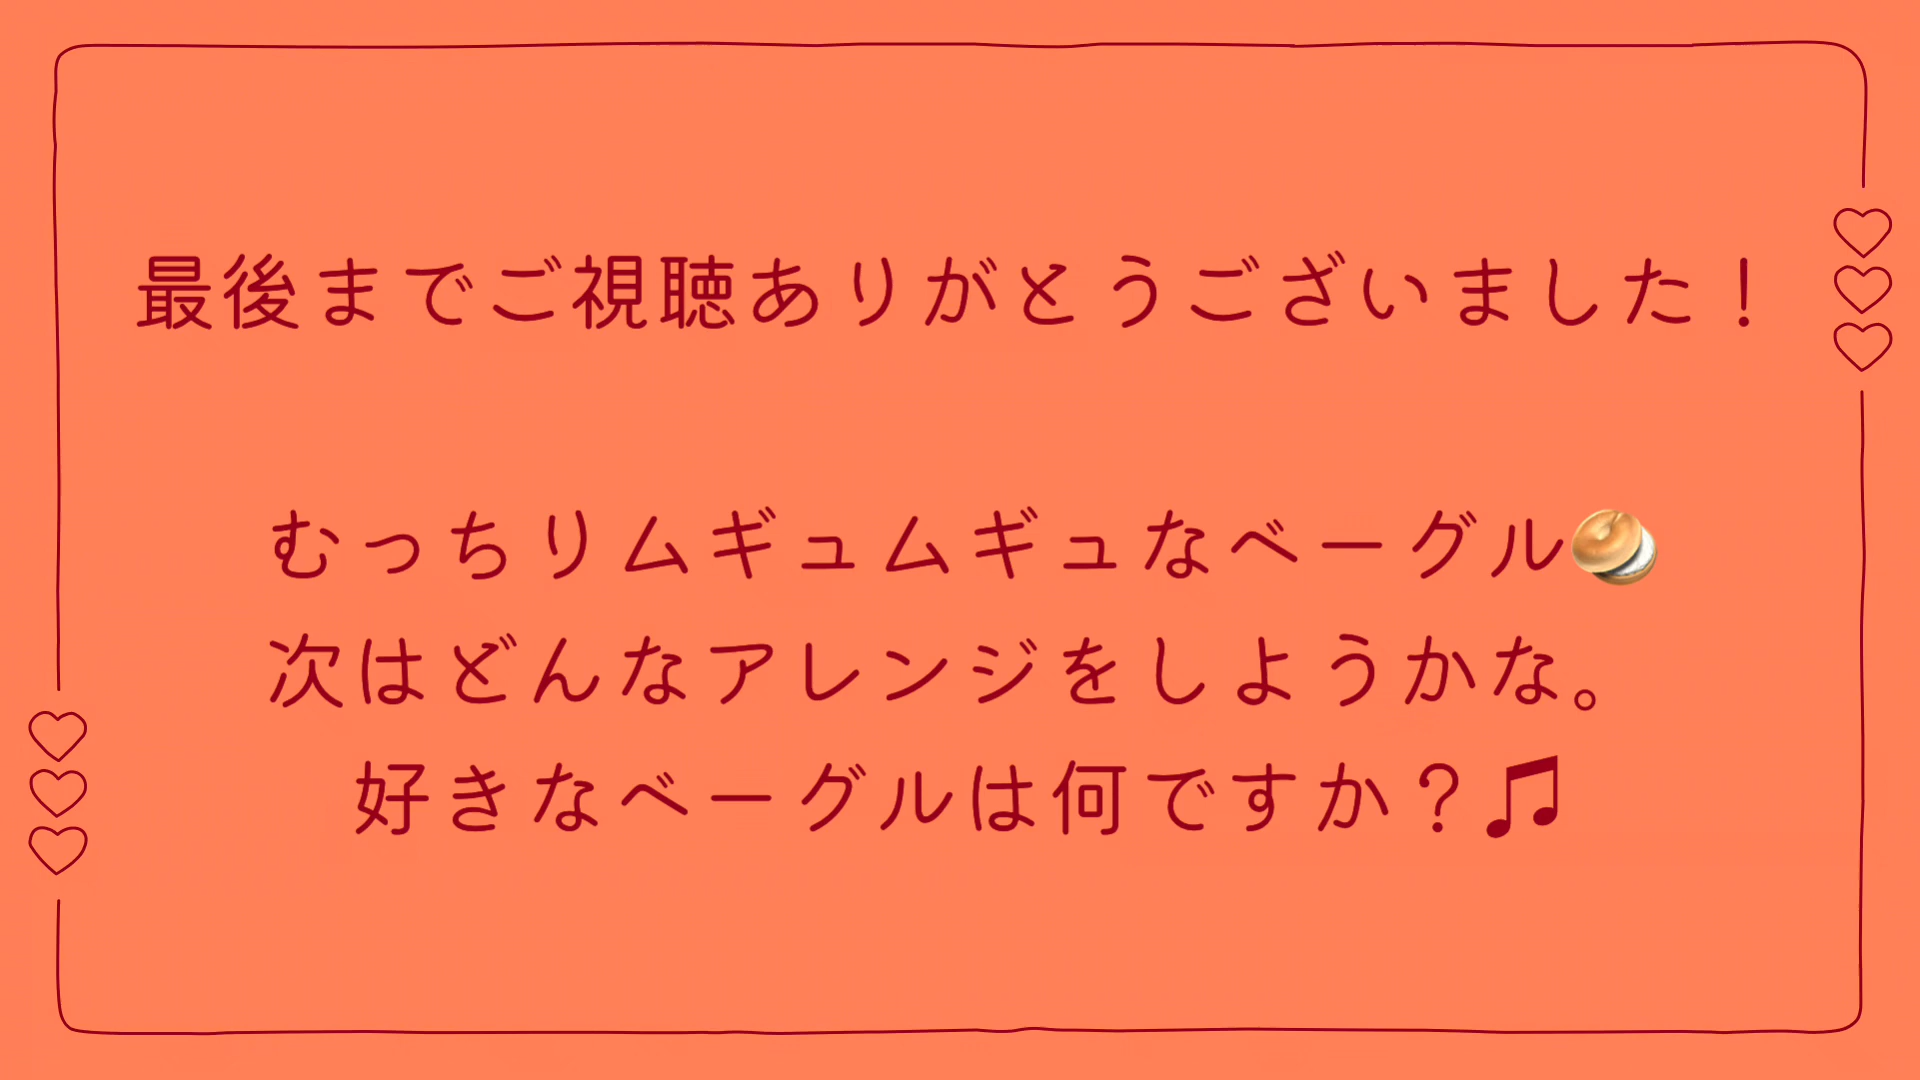 最後までご視聴ありがとうございました！
むっちりムギュムギュなベーグル🥯
次はどんなアレンジをしようかな。
好きなベーグルは何ですか？♫